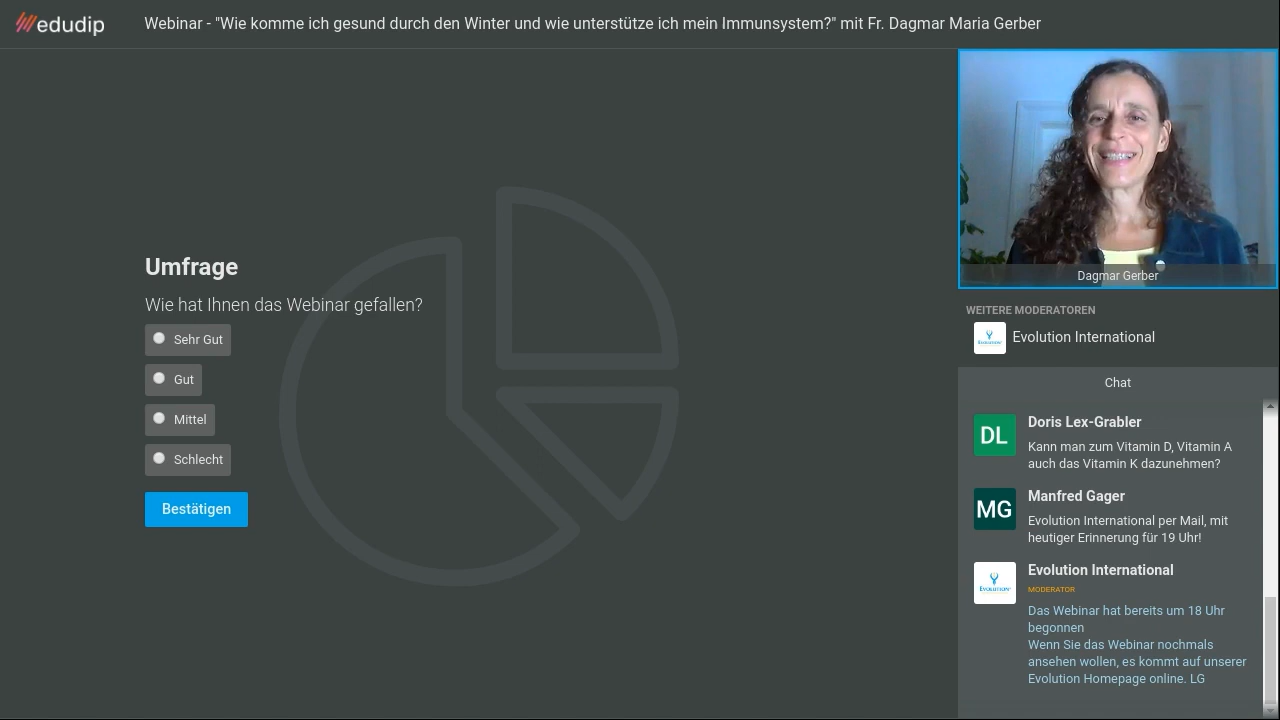 edudip
Webinar - "Wie komme ich gesund durch den Winter und wie unterstütze ich mein Immunsystem?" mit Fr. Dagmar Maria Gerber
Umfrage
Wie hat Ihnen das Webinar gefallen?
Sehr Gut
Gut
Mittel
Schlecht
Bestätigen
Dagmar Gerber
WEITERE MODERATOREN
Evolution International
Chat
DL
Doris Lex-Grabler
Kann man zum Vitamin D, Vitamin A
auch das Vitamin K dazunehmen?
MG
Manfred Gager
Evolution International per Mail, mit
heutiger Erinnerung für 19 Uhr!
EVOLUTION
Evolution International
MODERATOR
Das Webinar hat bereits um 18 Uhr
begonnen
Wenn Sie das Webinar nochmals
ansehen wollen, es kommt auf unserer
Evolution Homepage online. LG